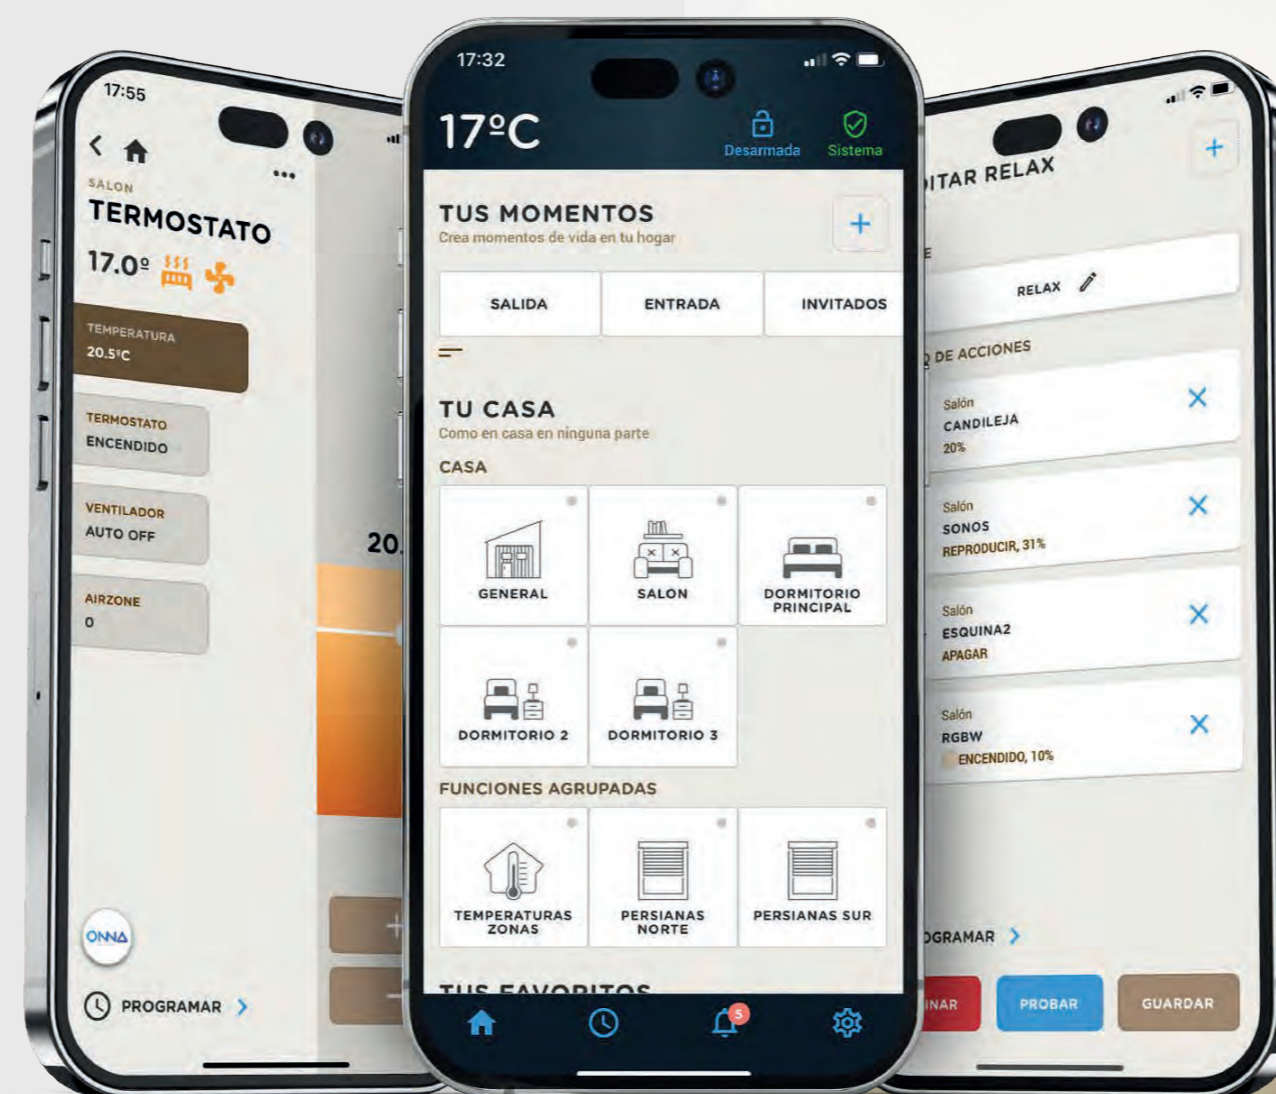 17:55
SALON
TERMOSTATO
17.0º
TEMPERATURA
20.5ºC
TERMOSTATO
ENCENDIDO
VENTILADOR
AUTO OFF
AIRZONE
0
20.
ONNA
PROGRAMAR
17:32
17ºC
Desarmada
Sistema
TUS MOMENTOS
Crea momentos de vida en tu hogar
SALIDA
ENTRADA
INVITADOS
TU CASA
Como en casa en ninguna parte
CASA
GENERAL
SALON
DORMITORIO
PRINCIPAL
DORMITORIO 2
DORMITORIO 3
FUNCIONES AGRUPADAS
TEMPERATURAS
ZONAS
PERSIANAS
NORTE
PERSIANAS SUR
TUS FAVORITOS
5
ITAR RELAX
E
RELAX
DE ACCIONES
Salón
CANDILEJA
20%
Salón
SONOS
REPRODUCIR, 31%
Salón
ESQUINA2
APAGAR
Salón
RGBW
ENCENDIDO, 10%
OGRAMAR
INAR
PROBAR
GUARDAR